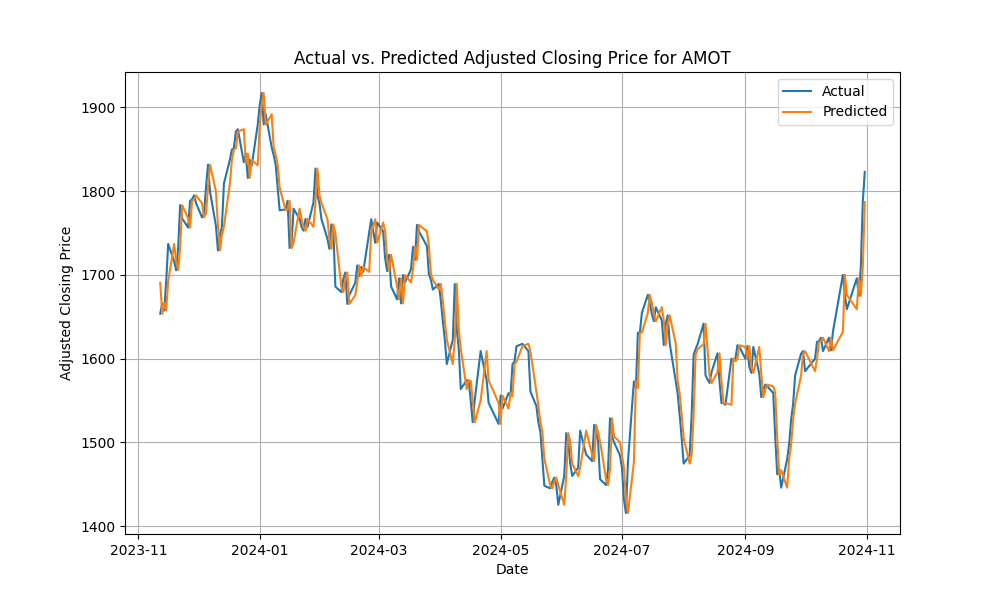 Actual vs. Predicted Adjusted Closing Price for AMOT
Actual
Predicted
Adjusted Closing Price
1900
1800
1700
1600
1500
1400
2023-11 2024-01 2024-03 2024-05 2024-07 2024-09 2024-11
Date